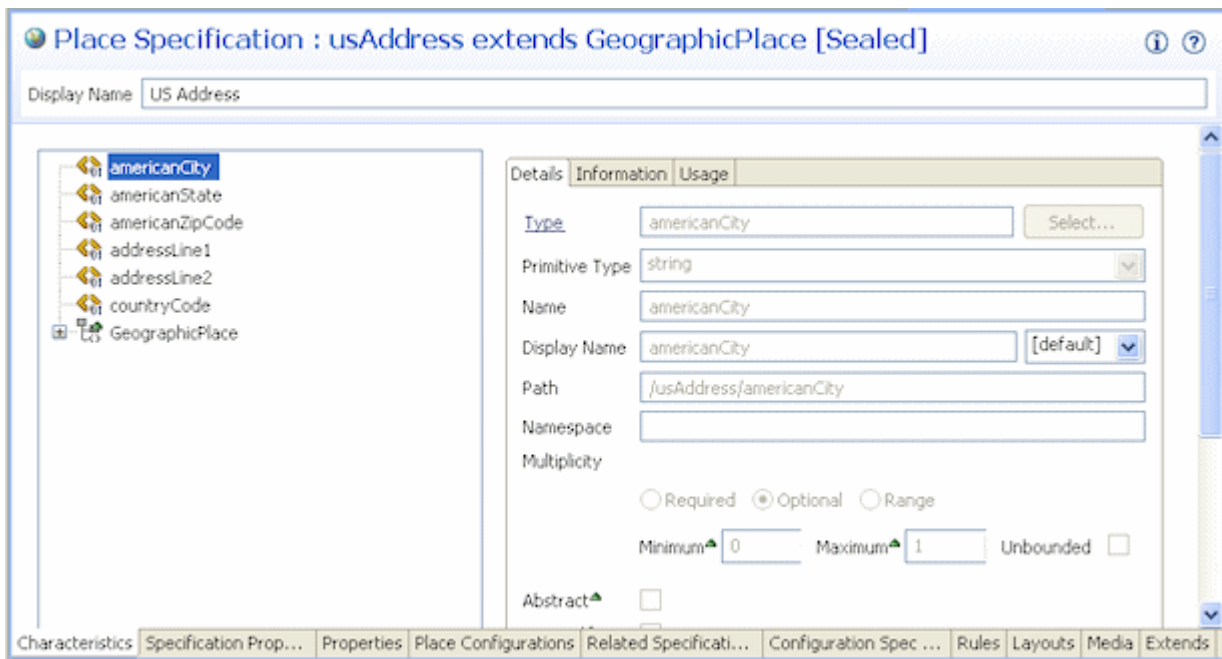 Place Specification : usAddress extends GeographicPlace [Sealed]
Display Name US Address
americanCity
americanState
americanZipCode
addressLine1
addressLine2
countryCode
GeographicPlace
Details Information Usage
Type americanCity Select...
Primitive Type string
Name americanCity
Display Name americanCity [default]
Path /usAddress/americanCity
Namespace
Multiplicity
Required Optional Range
Minimum 0 Maximum 1 Unbounded
Abstract
Characteristics Specification Prop... Properties Place Configurations Related Specificati... Configuration Spec ... Rules Layouts Media Extends